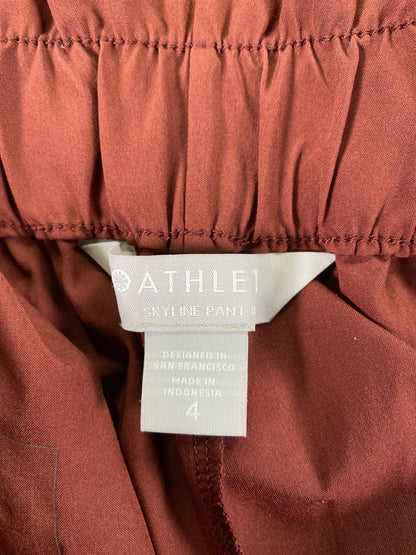 ATHLET
SKYLINE PANT II
DESIGNED IN
SAN FRANCISCO
MADE IN
INDONESIA
4